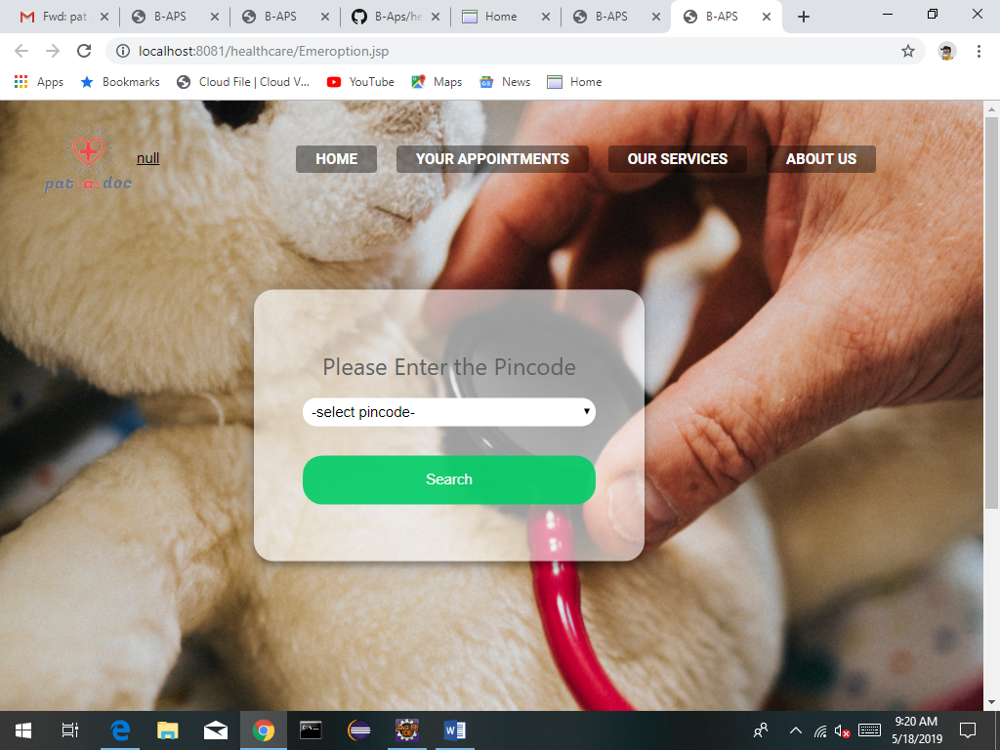 Fwd: pat
B-APS
B-APS
B-Aps/he
Home
B-APS
B-APS
localhost:8081/healthcare/Emeroption.jsp
Apps
Bookmarks
Cloud File | Cloud V...
YouTube
Maps
News
Home
pat-a-doc
null
HOME
YOUR APPOINTMENTS
OUR SERVICES
ABOUT US
Please Enter the Pincode
-select pincode-
Search
9:20 AM
5/18/2019